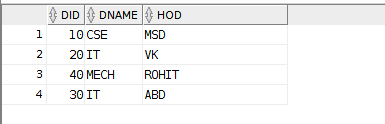 DID DNAME HOD
1 10 CSE MSD
2 20 IT VK
3 40 MECH ROHIT
4 30 IT ABD